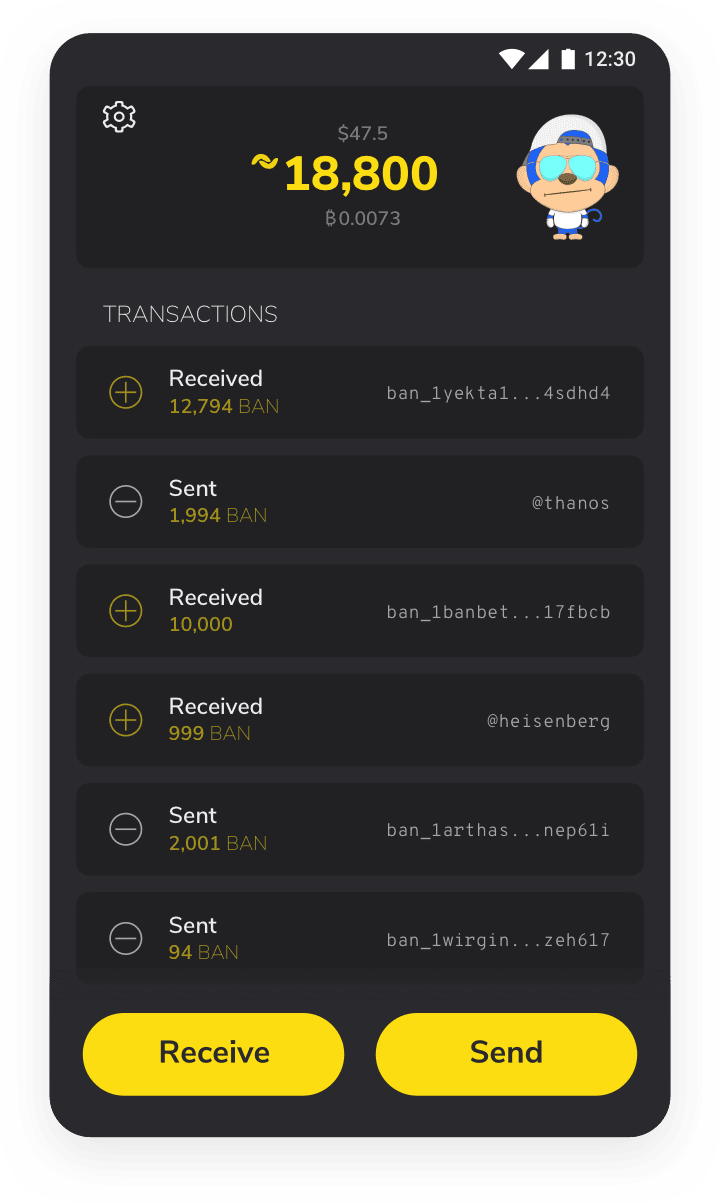 12:30
$47.5
18,800
₿0.0073
TRANSACTIONS
Received
12,794 BAN
ban_1yekta1...4sdhd4
Sent
1,994 BAN
@thanos
Received
10,000
ban_1banbet...17fbcb
Received
999 BAN
@heisenberg
Sent
2,001 BAN
ban_1arthas...nep61i
Sent
94 BAN
ban_1wirgin...zeh617
Receive
Send